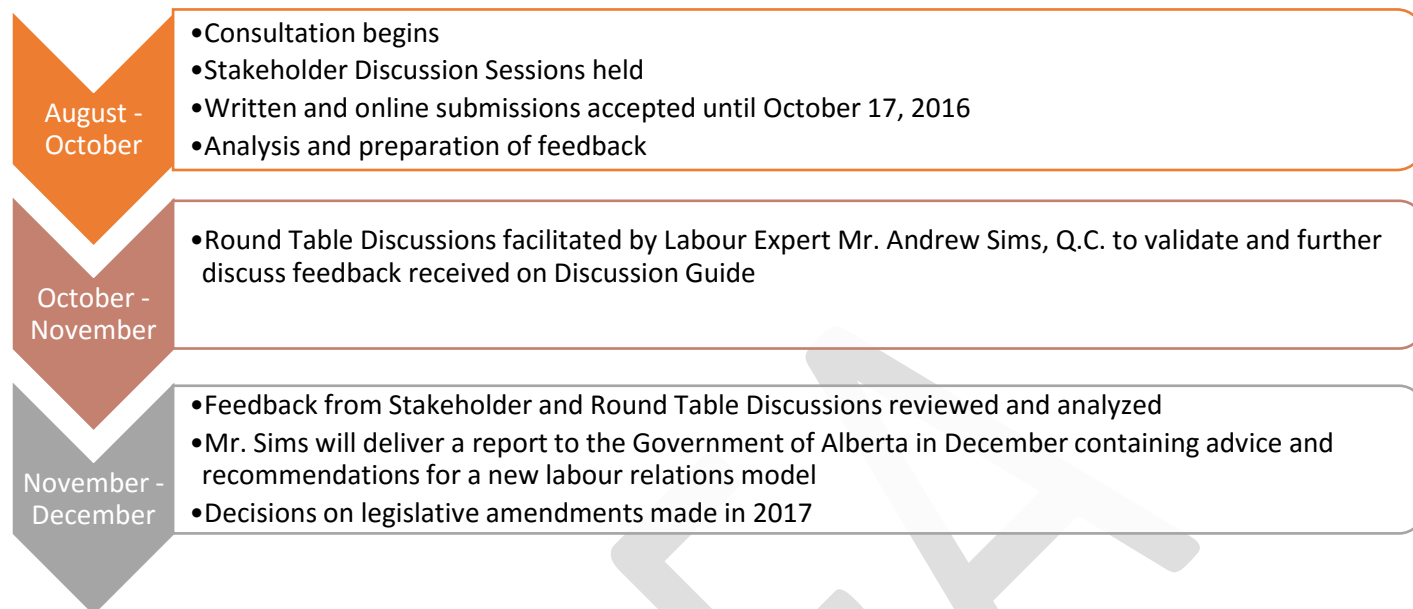 August -
October
•Consultation begins
•Stakeholder Discussion Sessions held
•Written and online submissions accepted until October 17, 2016
•Analysis and preparation of feedback
October -
November
•Round Table Discussions facilitated by Labour Expert Mr. Andrew Sims, Q.C. to validate and further
discuss feedback received on Discussion Guide
November -
December
•Feedback from Stakeholder and Round Table Discussions reviewed and analyzed
•Mr. Sims will deliver a report to the Government of Alberta in December containing advice and
recommendations for a new labour relations model
•Decisions on legislative amendments made in 2017